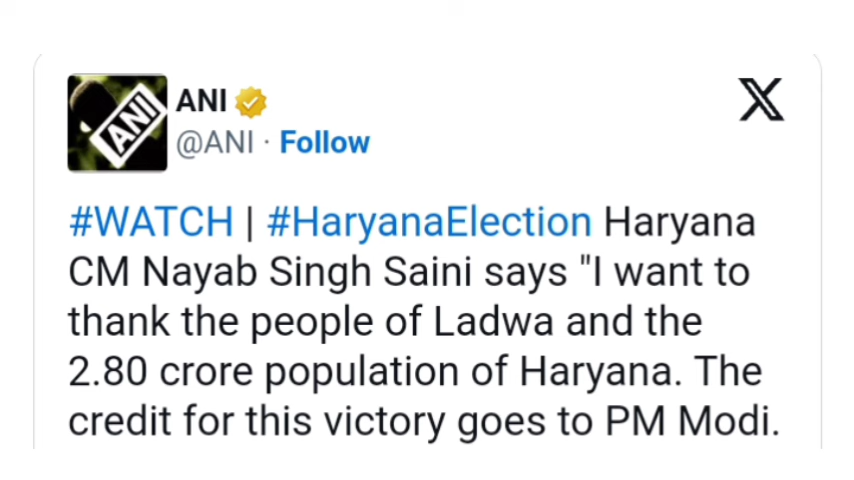 ANI
ANI
@ANI · Follow
#WATCH | #HaryanaElection Haryana
CM Nayab Singh Saini says "I want to
thank the people of Ladwa and the
2.80 crore population of Haryana. The
credit for this victory goes to PM Modi.